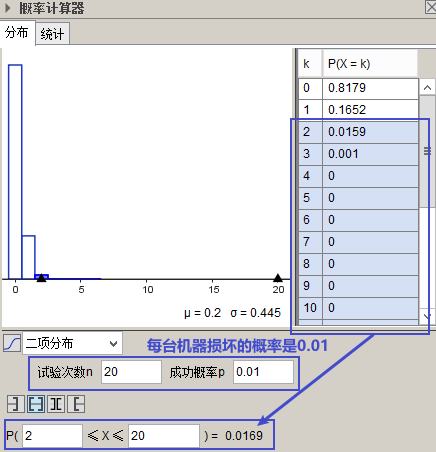 概率计算器
分布 统计
k P(X = k)
0 0.8179
1 0.1652
2 0.0159
3 0.001
4 0
5 0
6 0
7 0
8 0
9 0
10 0
0 5 10 15 20
μ = 0.2 σ = 0.445
二项分布
每台机器损坏的概率是0.01
试验次数n 20 成功概率p 0.01
P( 2 ≤ X ≤ 20 ) = 0.0169